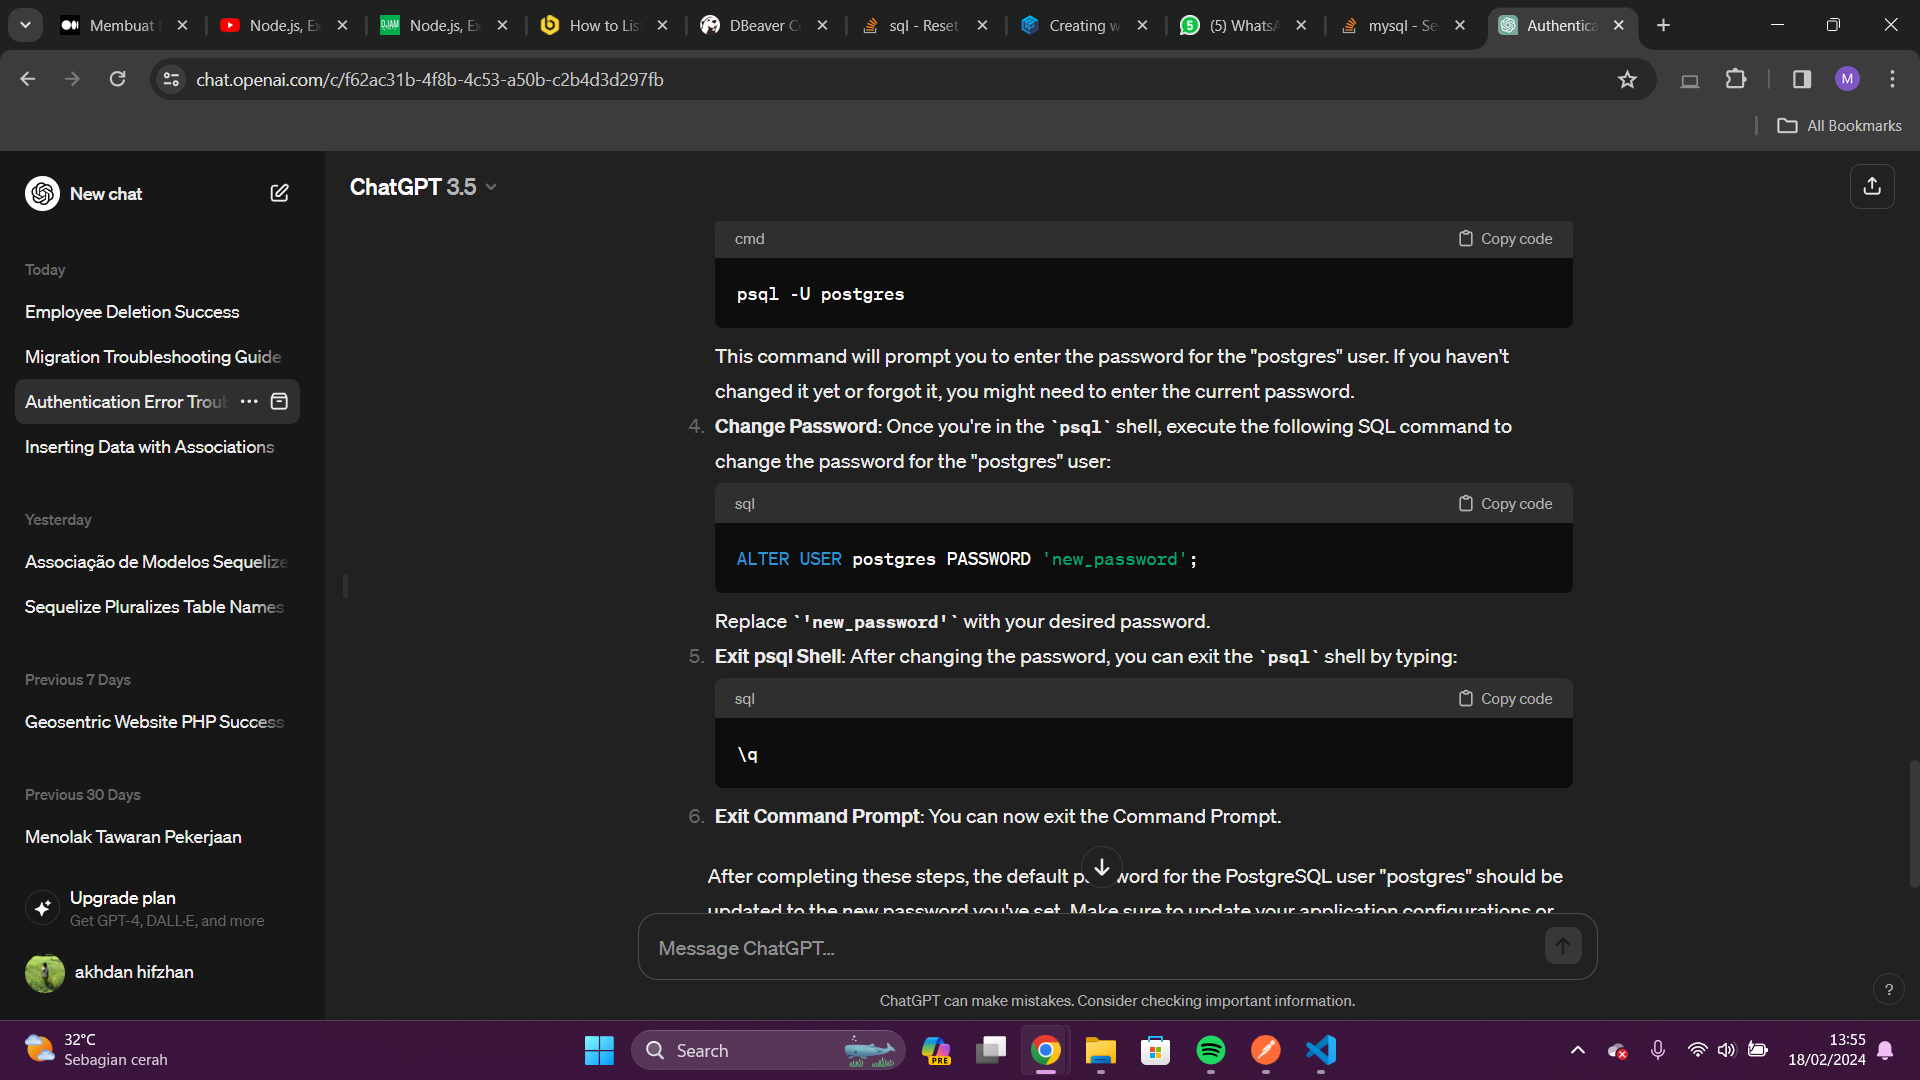 Membuat
Node.js, Ex
Node.js, Ex
How to Lis
DBeaver C
sql - Reset
Creating w
(5) WhatsA
mysql - Se
Authentica
chat.openai.com/c/f62ac31b-4f8b-4c53-a50b-c2b4d3d297fb
M
All Bookmarks
New chat
Today
Employee Deletion Success
Migration Troubleshooting Guide
Authentication Error Troub
Inserting Data with Associations
Yesterday
Associação de Modelos Sequelize
Sequelize Pluralizes Table Names
Previous 7 Days
Geosentric Website PHP Success
Previous 30 Days
Menolak Tawaran Pekerjaan
Upgrade plan
Get GPT-4, DALL·E, and more
akhdan hifzhan
ChatGPT 3.5
cmd
Copy code
psql -U postgres
This command will prompt you to enter the password for the "postgres" user. If you haven't
changed it yet or forgot it, you might need to enter the current password.
4. Change Password: Once you're in the `psql` shell, execute the following SQL command to
change the password for the "postgres" user:
sql
Copy code
ALTER USER postgres PASSWORD 'new_password';
Replace `'new_password'` with your desired password.
5. Exit psql Shell: After changing the password, you can exit the `psql` shell by typing:
sql
Copy code
\q
6. Exit Command Prompt: You can now exit the Command Prompt.
After completing these steps, the default p word for the PostgreSQL user "postgres" should be
updated to the new password you've set. Make sure to update your application configurations or
Message ChatGPT...
ChatGPT can make mistakes. Consider checking important information.
?
32°C
Sebagian cerah
Search
PRE
13:55
18/02/2024